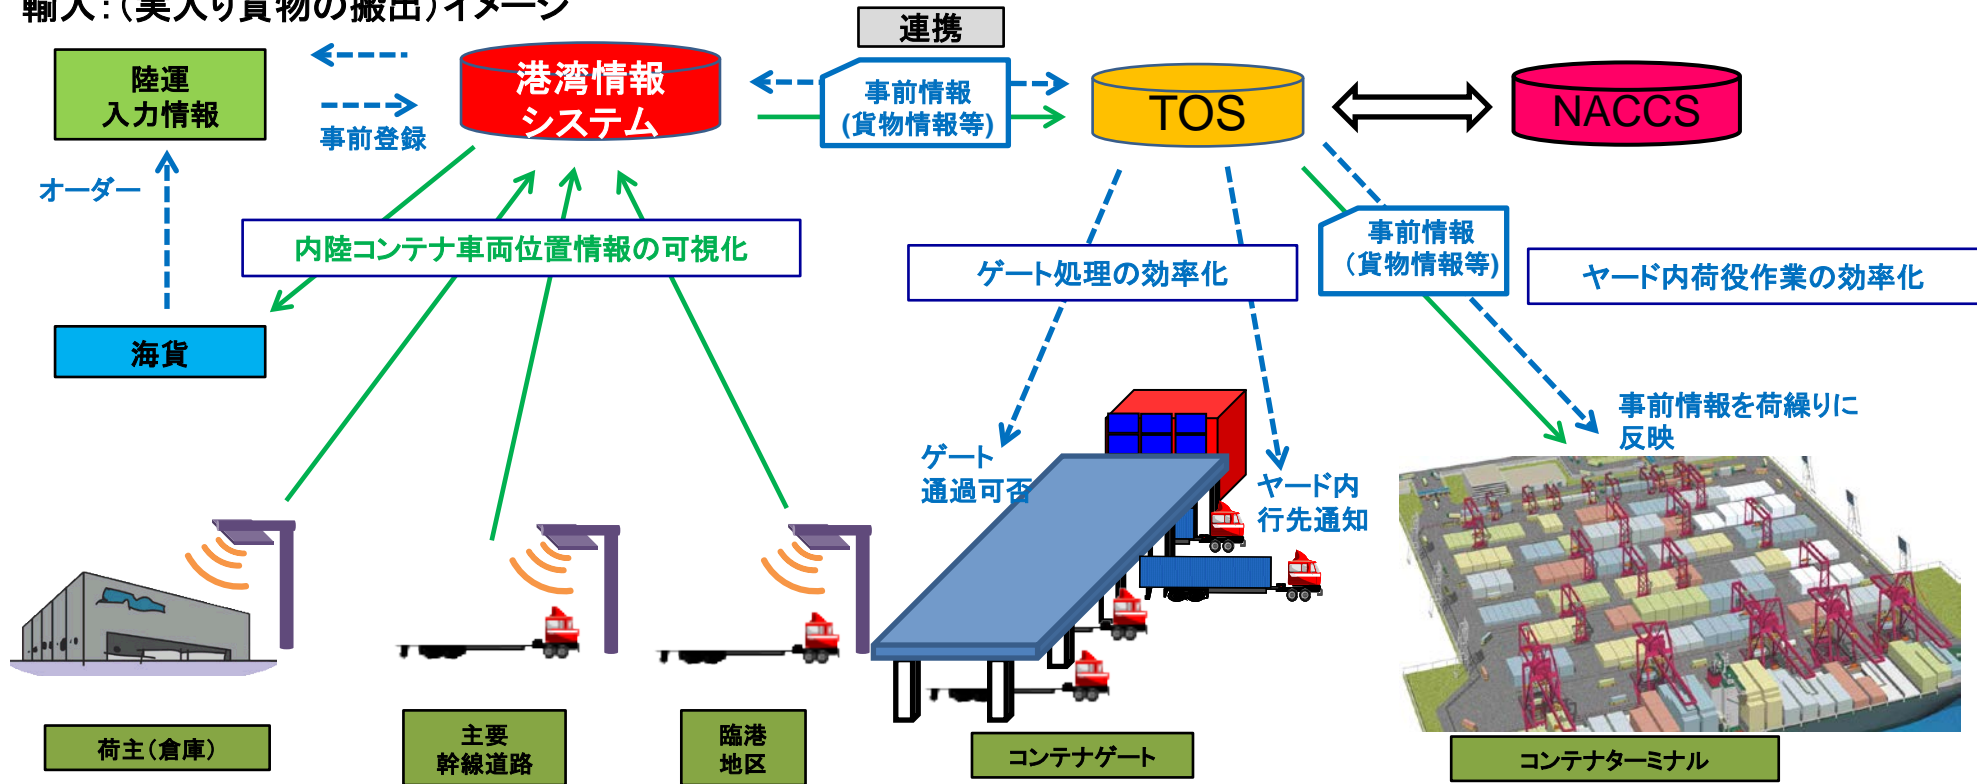 輸入：（実入り貨物の搬出）イメージ
連携
陸運
入力情報
港湾情報
システム
事前登録
事前情報
(貨物情報等)
TOS
NACCS
オーダー
内陸コンテナ車両位置情報の可視化
ゲート処理の効率化
事前情報
（貨物情報等)
ヤード内荷役作業の効率化
海貨
事前情報を荷繰りに
反映
ゲート
通過可否
ヤード内
行先通知
荷主（倉庫）
主要
幹線道路
臨港
地区
コンテナゲート
コンテナターミナル